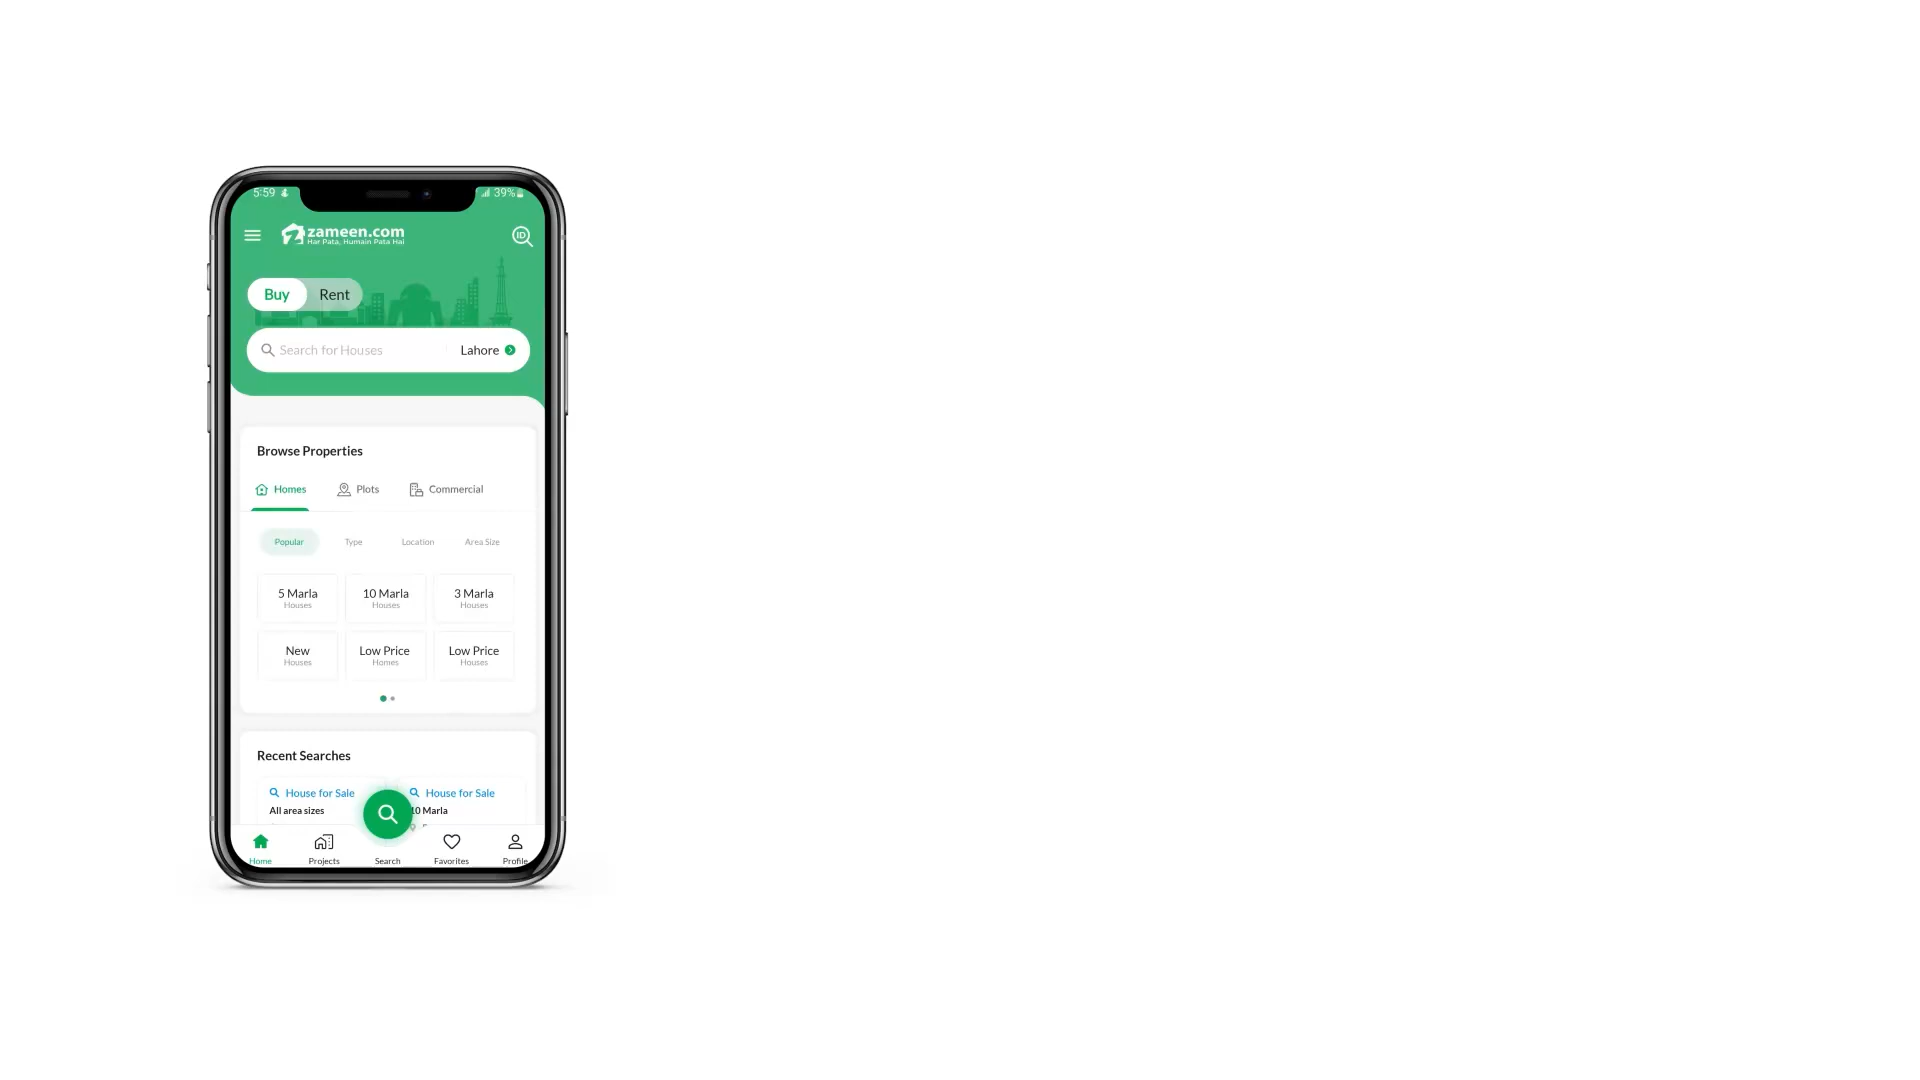 5:59
39%
zameen.com
Har Pata, Humain Pata Hai
ID
Buy Rent
Search for Houses Lahore
Browse Properties
Homes Plots Commercial
Popular Type Location Area Size
5 Marla 10 Marla 3 Marla
Houses Houses Houses
New Low Price Low Price
Houses Homes Houses
Recent Searches
House for Sale House for Sale
All area sizes 10 Marla
Home Projects Search Favorites Profile